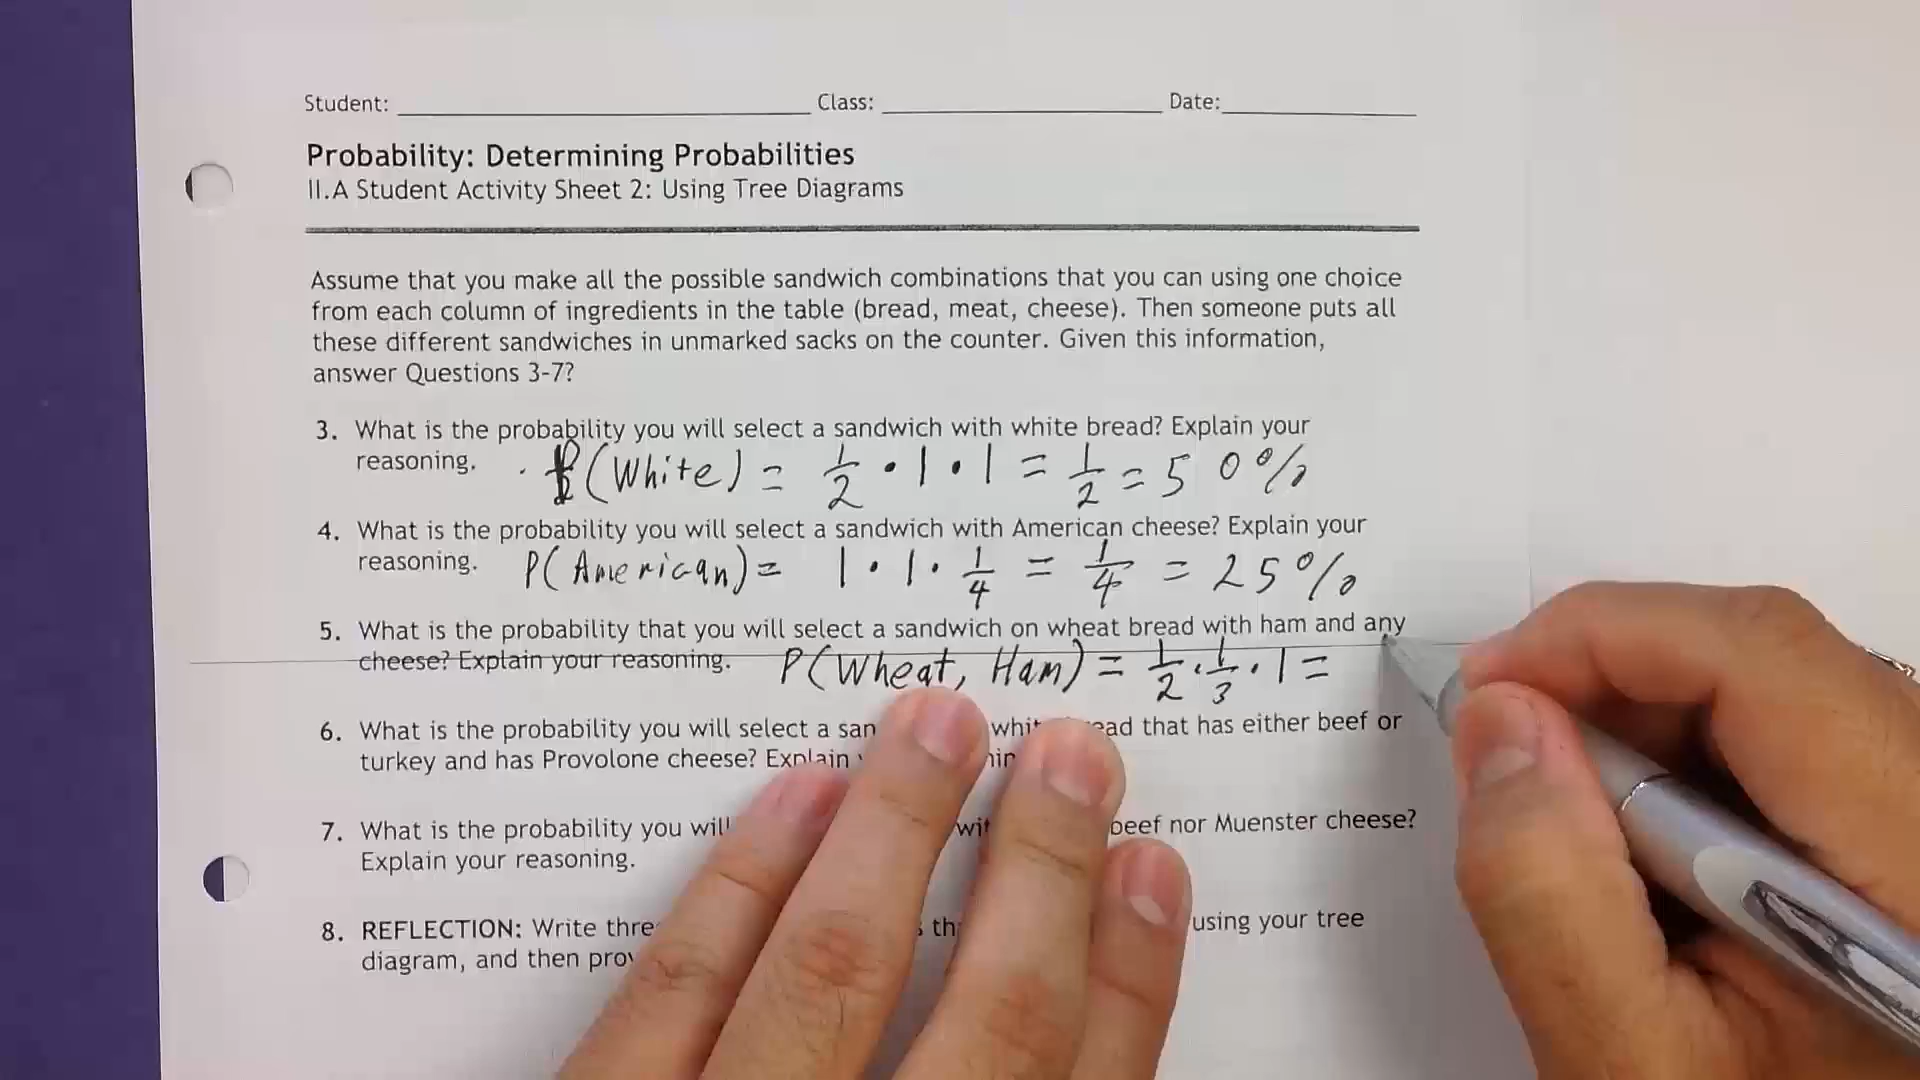 Student: Class: Date:
Probability: Determining Probabilities
II.A Student Activity Sheet 2: Using Tree Diagrams
Assume that you make all the possible sandwich combinations that you can using one choice
from each column of ingredients in the table (bread, meat, cheese). Then someone puts all
these different sandwiches in unmarked sacks on the counter. Given this information,
answer Questions 3-7?
3. What is the probability you will select a sandwich with white bread? Explain your
reasoning. P(White) = 1/2 · 1 · 1 = 1/2 = 50%
4. What is the probability you will select a sandwich with American cheese? Explain your
reasoning. P(American) = 1 · 1 · 1/4 = 1/4 = 25%
5. What is the probability that you will select a sandwich on wheat bread with ham and any
cheese? Explain your reasoning. P(Wheat, Ham) = 1/2 · 1/3 · 1 =
6. What is the probability you will select a that has either beef or
turkey and has Provolone cheese? Explain
7. What is the probability you beef nor Muenster cheese?
Explain your reasoning.
8. REFLECTION: Write using your tree
diagram, and then